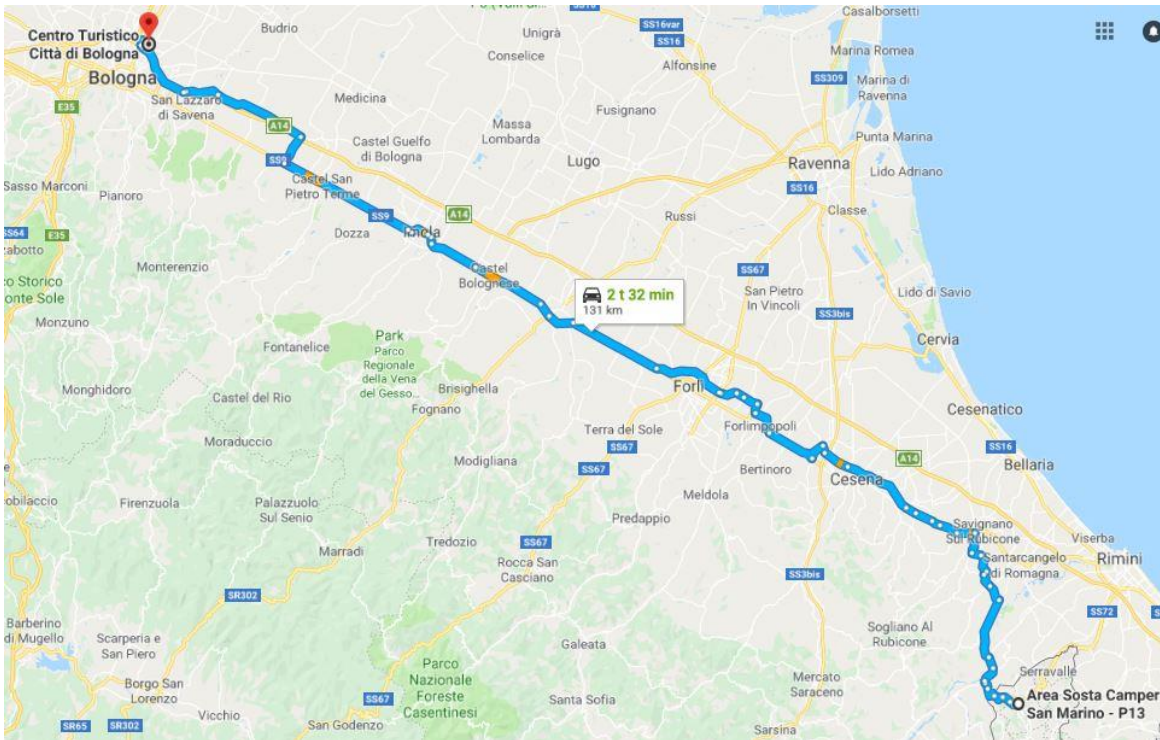 Casalborsetti
Centro Turistico
Città di Bologna
Budrio
Unigrà
SS16var
SS16
Conselice
Alfonsine
Marina Romea
Bologna
SS309
Marina di
Ravenna
E35
San Lazzaro
di Savena
Medicina
Fusignano
A14
Massa
Lombarda
Punta Marina
Castel Guelfo
di Bologna
SS9
Lugo
Ravenna
Lido Adriano
Sasso Marconi
Pianoro
Castel San
Pietro Terme
SS16
Classe
SS9
A14
Russi
SS64
E35
Dozza
Imola
Monterenzio
Castel
Bolognese
SS67
San Pietro
In Vincoli
Lido di Savio
2 t 32 min
131 km
SS3bis
Monzuno
Fontanelice
Park
Parco
Regionale
della Vena
del Gesso...
Cervia
Monghidoro
Castel del Rio
Brisighella
Fognano
Forlì
Cesenatico
Moraduccio
Terra del Sole
Forlimpopoli
SS67
SS16
Modigliana
SS67
Bertinoro
A14
Bellaria
Firenzuola
Palazzuolo
Sul Senio
Meldola
Cesena
Predappio
Savignano
Sul Rubicone
Viserba
Marradi
Tredozio
SS67
Rocca San
Casciano
Santarcangelo
di Romagna
Rimini
SS3bis
SR302
SS72
Barberino
di Mugello
Scarperia e
San Piero
Sogliano Al
Rubicone
Galeata
Parco
Nazionale
Foreste
Casentinesi
Serravalle
Borgo San
Lorenzo
Mercato
Saraceno
Area Sosta Camper
San Marino - P13
SS67
Santa Sofia
Vicchio
SR65
SR302
San Godenzo
Sarsina